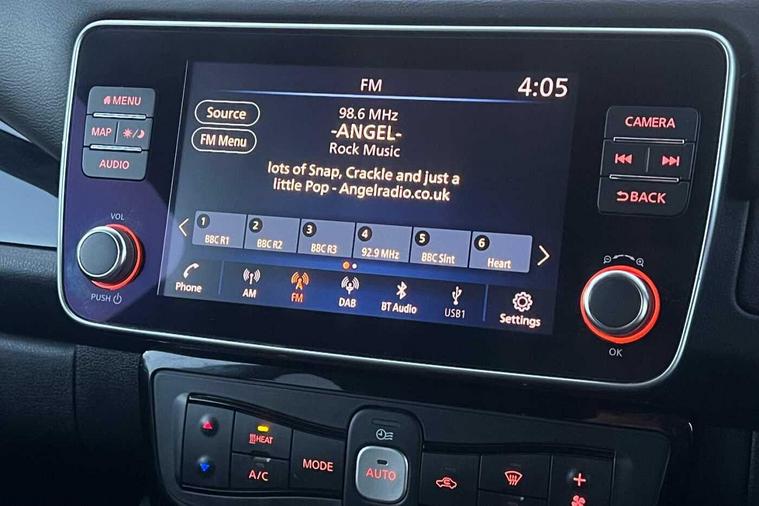 FM
4:05
MENU
MAP
AUDIO
VOL
PUSH
Source
FM Menu
98.6 MHz
-ANGEL-
Rock Music
lots of Snap, Crackle and just a
little Pop - Angelradio.co.uk
1 2 3 4 5 6
BBC R1 BBC R2 BBC R3 92.9 MHz BBC Slnt Heart
Phone AM FM DAB BT Audio USB1 Settings
CAMERA
BACK
OK
HEAT
A/C
MODE
AUTO